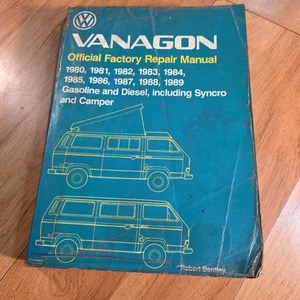 VANAGON
Official Factory Repair Manual
1980, 1981, 1982, 1983, 1984,
1985, 1986, 1987, 1988, 1989
Gasoline and Diesel, including Syncro
and Camper
Robert Bentley